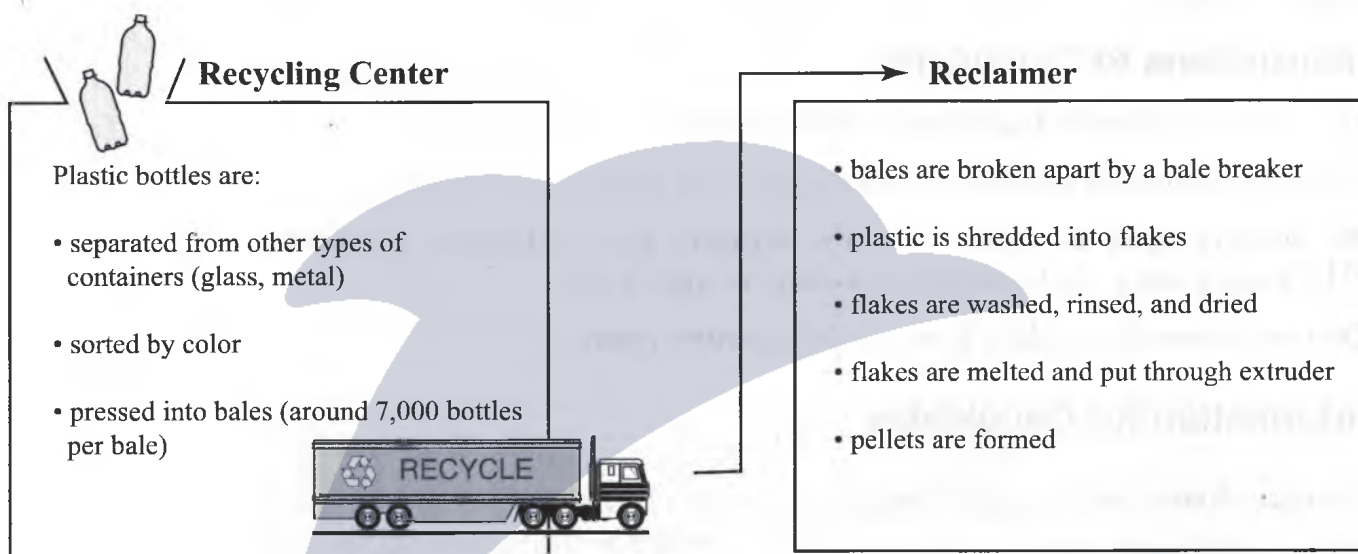 Recycling Center
Plastic bottles are:
• separated from other types of
containers (glass, metal)
• sorted by color
• pressed into bales (around 7,000 bottles
per bale)
RECYCLE
Reclaimer
• bales are broken apart by a bale breaker
• plastic is shredded into flakes
• flakes are washed, rinsed, and dried
• flakes are melted and put through extruder
• pellets are formed